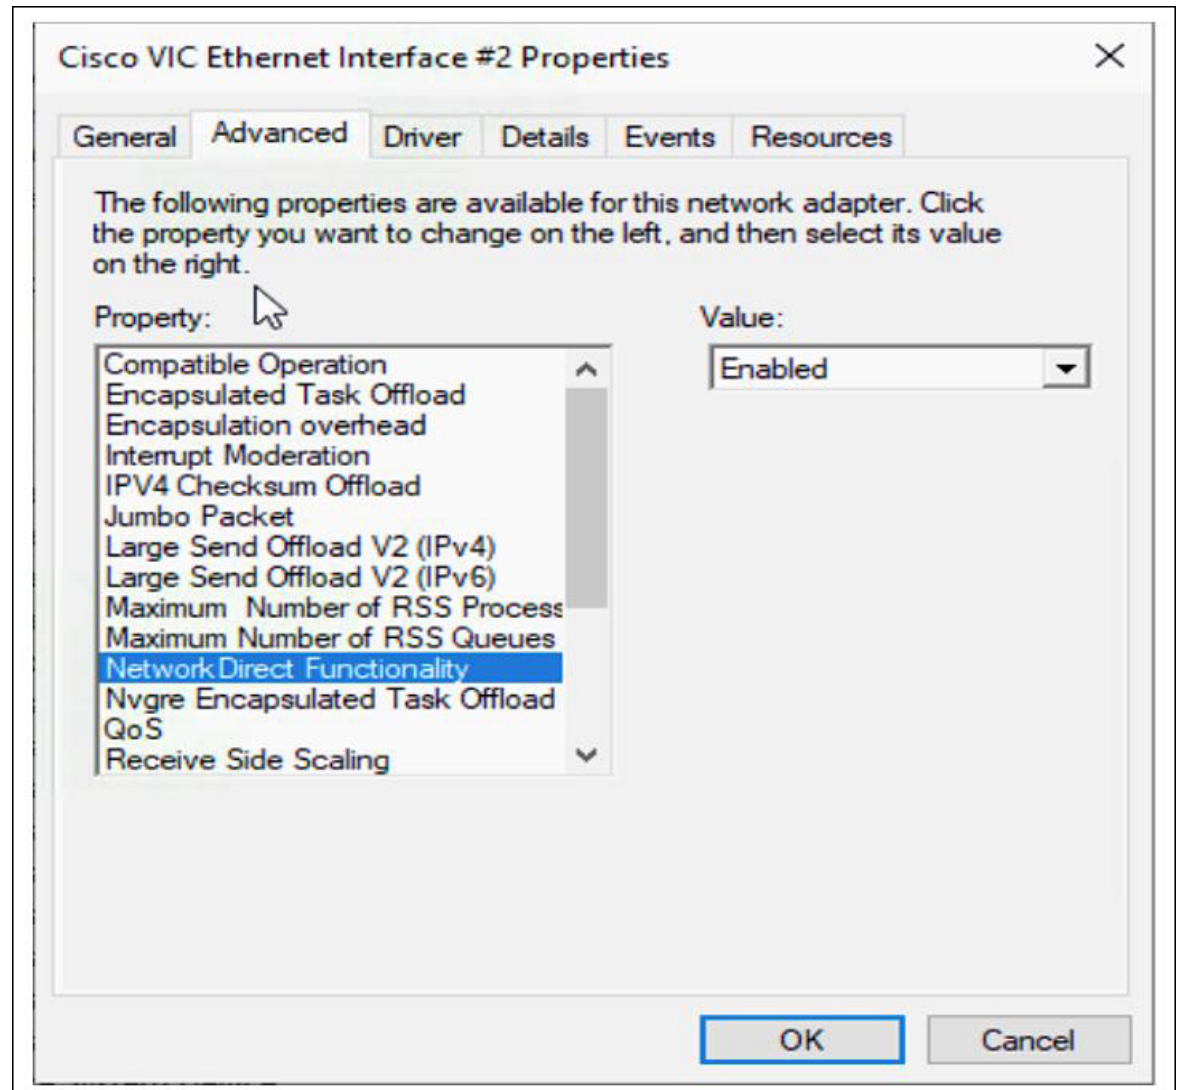 Cisco VIC Ethernet Interface #2 Properties
General Advanced Driver Details Events Resources
The following properties are available for this network adapter. Click
the property you want to change on the left, and then select its value
on the right.
Property:
Value:
Compatible Operation
Encapsulated Task Offload
Encapsulation overhead
Interrupt Moderation
IPV4 Checksum Offload
Jumbo Packet
Large Send Offload V2 (IPv4)
Large Send Offload V2 (IPv6)
Maximum Number of RSS Process
Maximum Number of RSS Queues
NetworkDirect Functionality
Nvgre Encapsulated Task Offload
QoS
Receive Side Scaling
Enabled
OK
Cancel